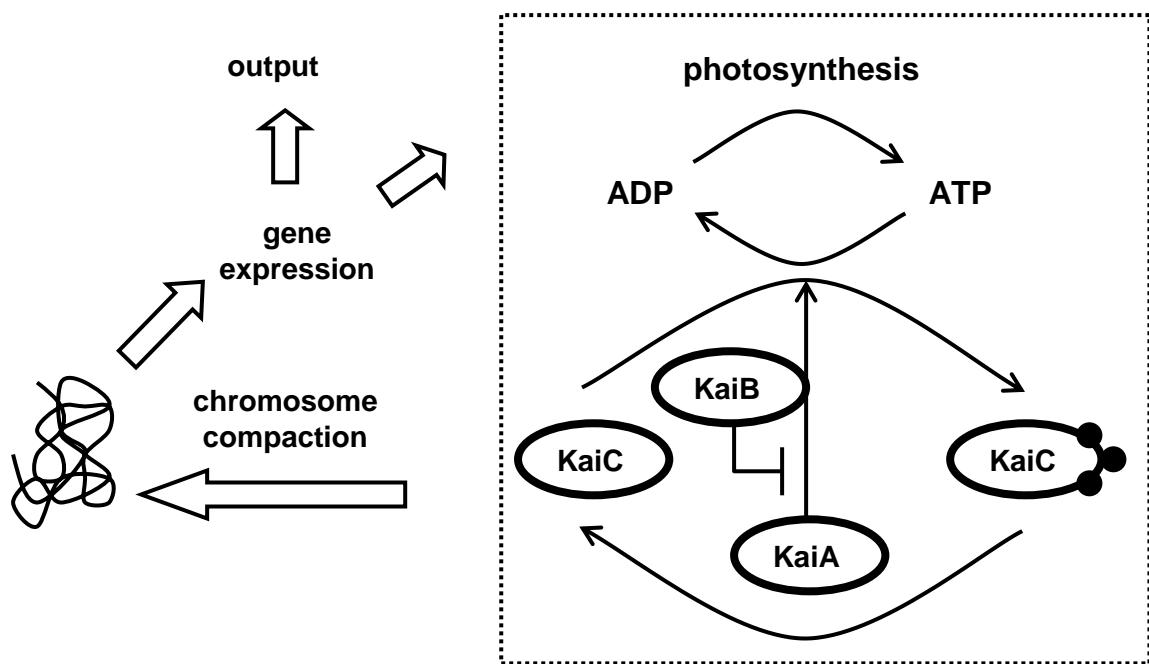 output
gene
expression
chromosome
compaction
photosynthesis
ADP
ATP
KaiB
KaiC
KaiC
KaiA